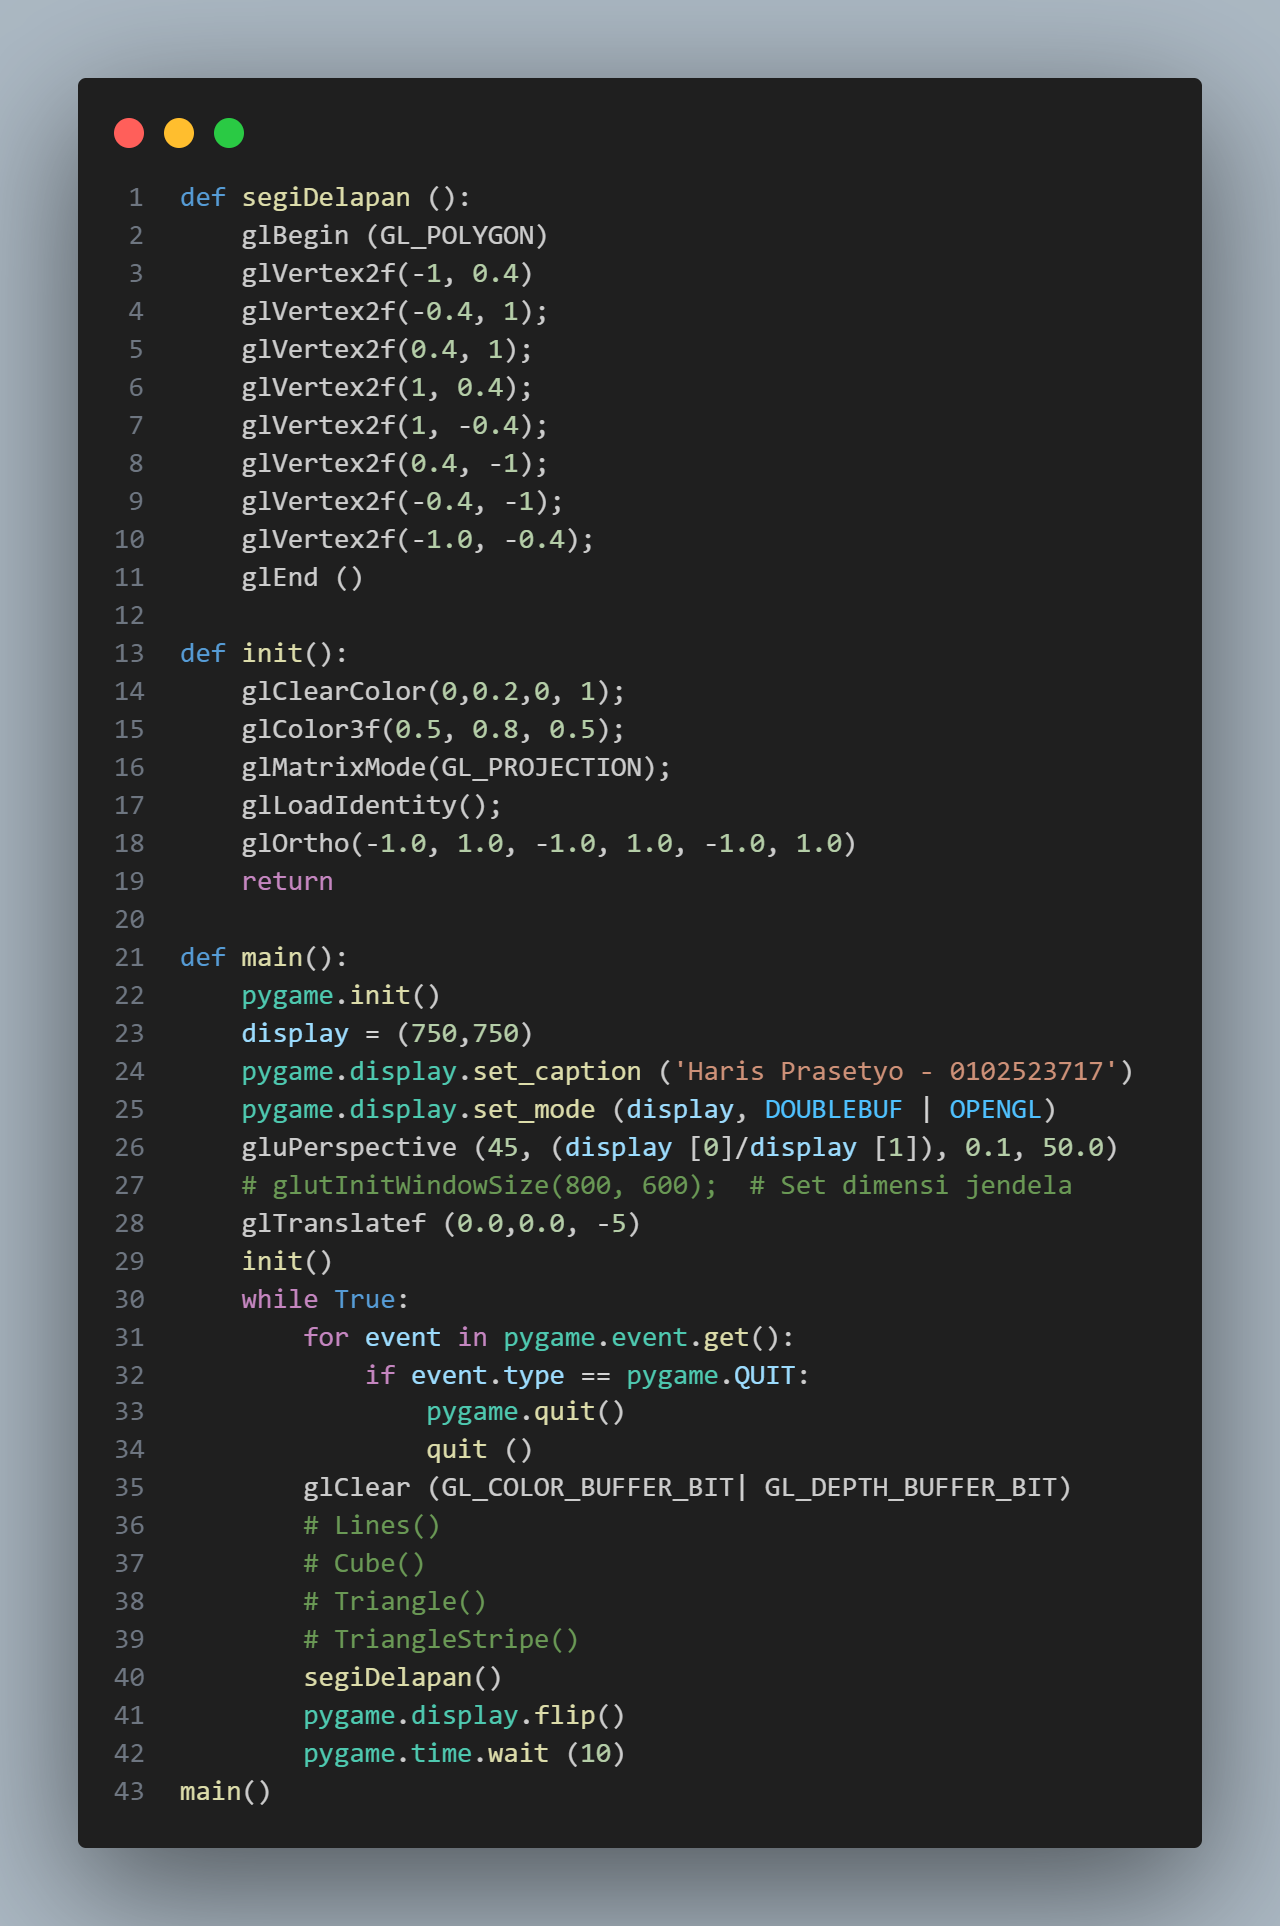 1 def segiDelapan ():
2     glBegin (GL_POLYGON)
3     glVertex2f(-1, 0.4)
4     glVertex2f(-0.4, 1);
5     glVertex2f(0.4, 1);
6     glVertex2f(1, 0.4);
7     glVertex2f(1, -0.4);
8     glVertex2f(0.4, -1);
9     glVertex2f(-0.4, -1);
10     glVertex2f(-1.0, -0.4);
11     glEnd ()
12
13 def init():
14     glClearColor(0,0.2,0, 1);
15     glColor3f(0.5, 0.8, 0.5);
16     glMatrixMode(GL_PROJECTION);
17     glLoadIdentity();
18     glOrtho(-1.0, 1.0, -1.0, 1.0, -1.0, 1.0)
19     return
20
21 def main():
22     pygame.init()
23     display = (750,750)
24     pygame.display.set_caption ('Haris Prasetyo - 0102523717')
25     pygame.display.set_mode (display, DOUBLEBUF | OPENGL)
26     gluPerspective (45, (display [0]/display [1]), 0.1, 50.0)
27     # glutInitWindowSize(800, 600);  # Set dimensi jendela
28     glTranslatef (0.0,0.0, -5)
29     init()
30     while True:
31         for event in pygame.event.get():
32             if event.type == pygame.QUIT:
33                 pygame.quit()
34                 quit ()
35         glClear (GL_COLOR_BUFFER_BIT| GL_DEPTH_BUFFER_BIT)
36         # Lines()
37         # Cube()
38         # Triangle()
39         # TriangleStripe()
40         segiDelapan()
41         pygame.display.flip()
42         pygame.time.wait (10)
43 main()